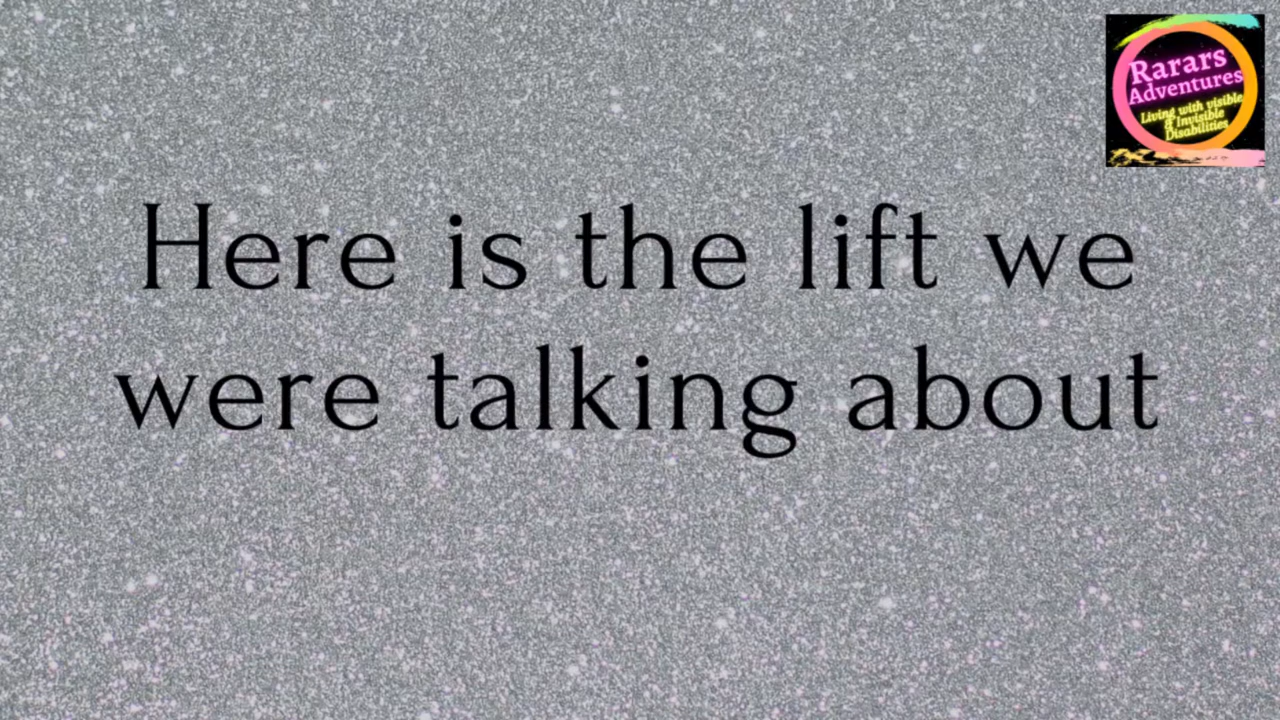 Rarars
Adventures
Living with visible
& Invisible
Disabilities
Here is the lift we
were talking about